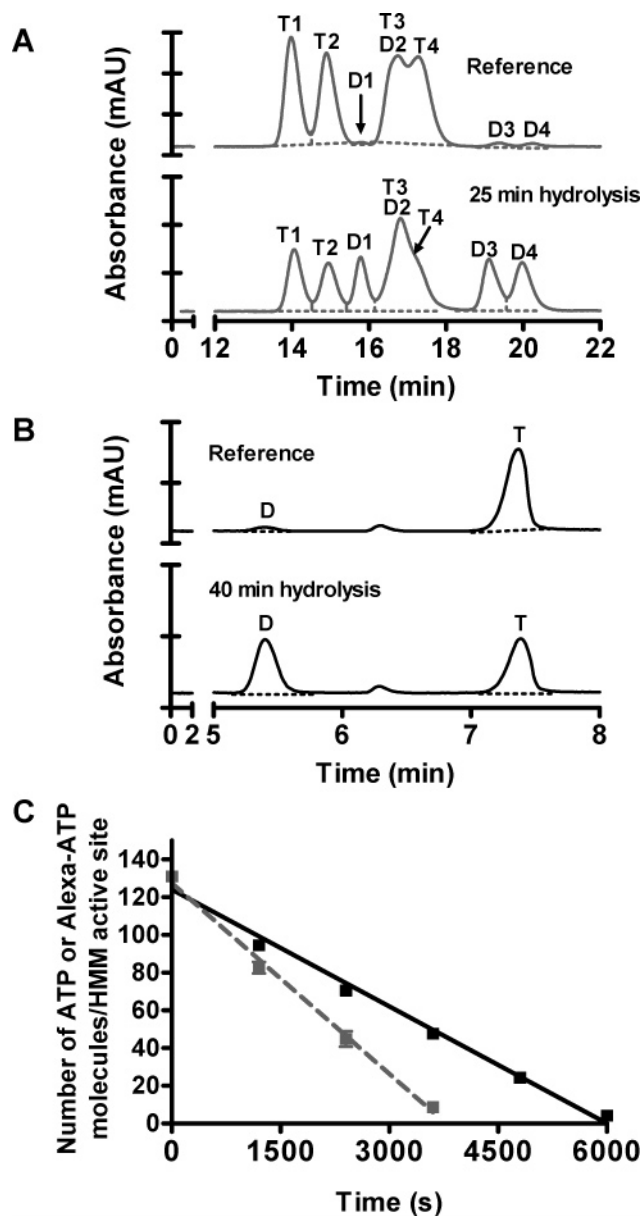 A
Absorbance (mAU)
T1
T2
D1
T3
D2
T4
Reference
D3
D4
Absorbance (mAU)
25 min hydrolysis
T1
T2
D1
T3
D2
T4
D3
D4
0 12 14 16 18 20 22
Time (min)
B
Absorbance (mAU)
Reference
D
T
40 min hydrolysis
D
T
0 2 5 6 7 8
Time (min)
C
Number of ATP or Alexa-ATP
molecules/HMM active site
140
120
100
80
60
40
20
0
0 1500 3000 4500 6000
Time (s)